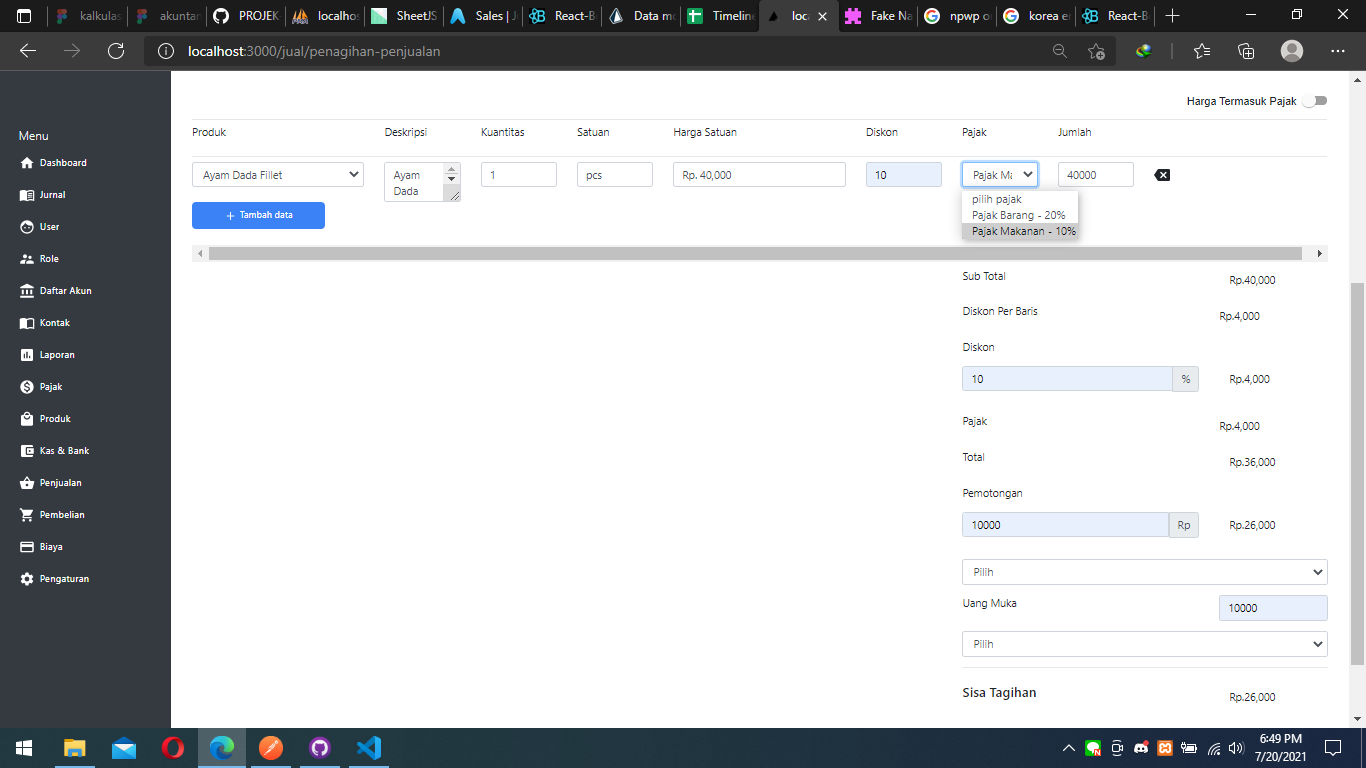 kalkulas
akuntar
PROJEK-
localhos
SheetJS
Sales | J
React-B
Data mo
Timeline
loca
Fake Na
npwp o
korea e
React-B
localhost:3000/jual/penagihan-penjualan
Harga Termasuk Pajak
Menu
Dashboard
Jurnal
User
Role
Daftar Akun
Kontak
Laporan
Pajak
Produk
Kas & Bank
Penjualan
Pembelian
Biaya
Pengaturan
Produk Deskripsi Kuantitas Satuan Harga Satuan Diskon Pajak Jumlah
Ayam Dada Fillet Ayam Dada 1 pcs Rp. 40,000 10 Pajak Ma 40000
pilih pajak
Pajak Barang - 20%
Pajak Makanan - 10%
+ Tambah data
Sub Total Rp.40,000
Diskon Per Baris Rp.4,000
Diskon
10 % Rp.4,000
Pajak Rp.4,000
Total Rp.36,000
Pemotongan
10000 Rp Rp.26,000
Pilih
Uang Muka 10000
Pilih
Sisa Tagihan Rp.26,000
6:49 PM
7/20/2021